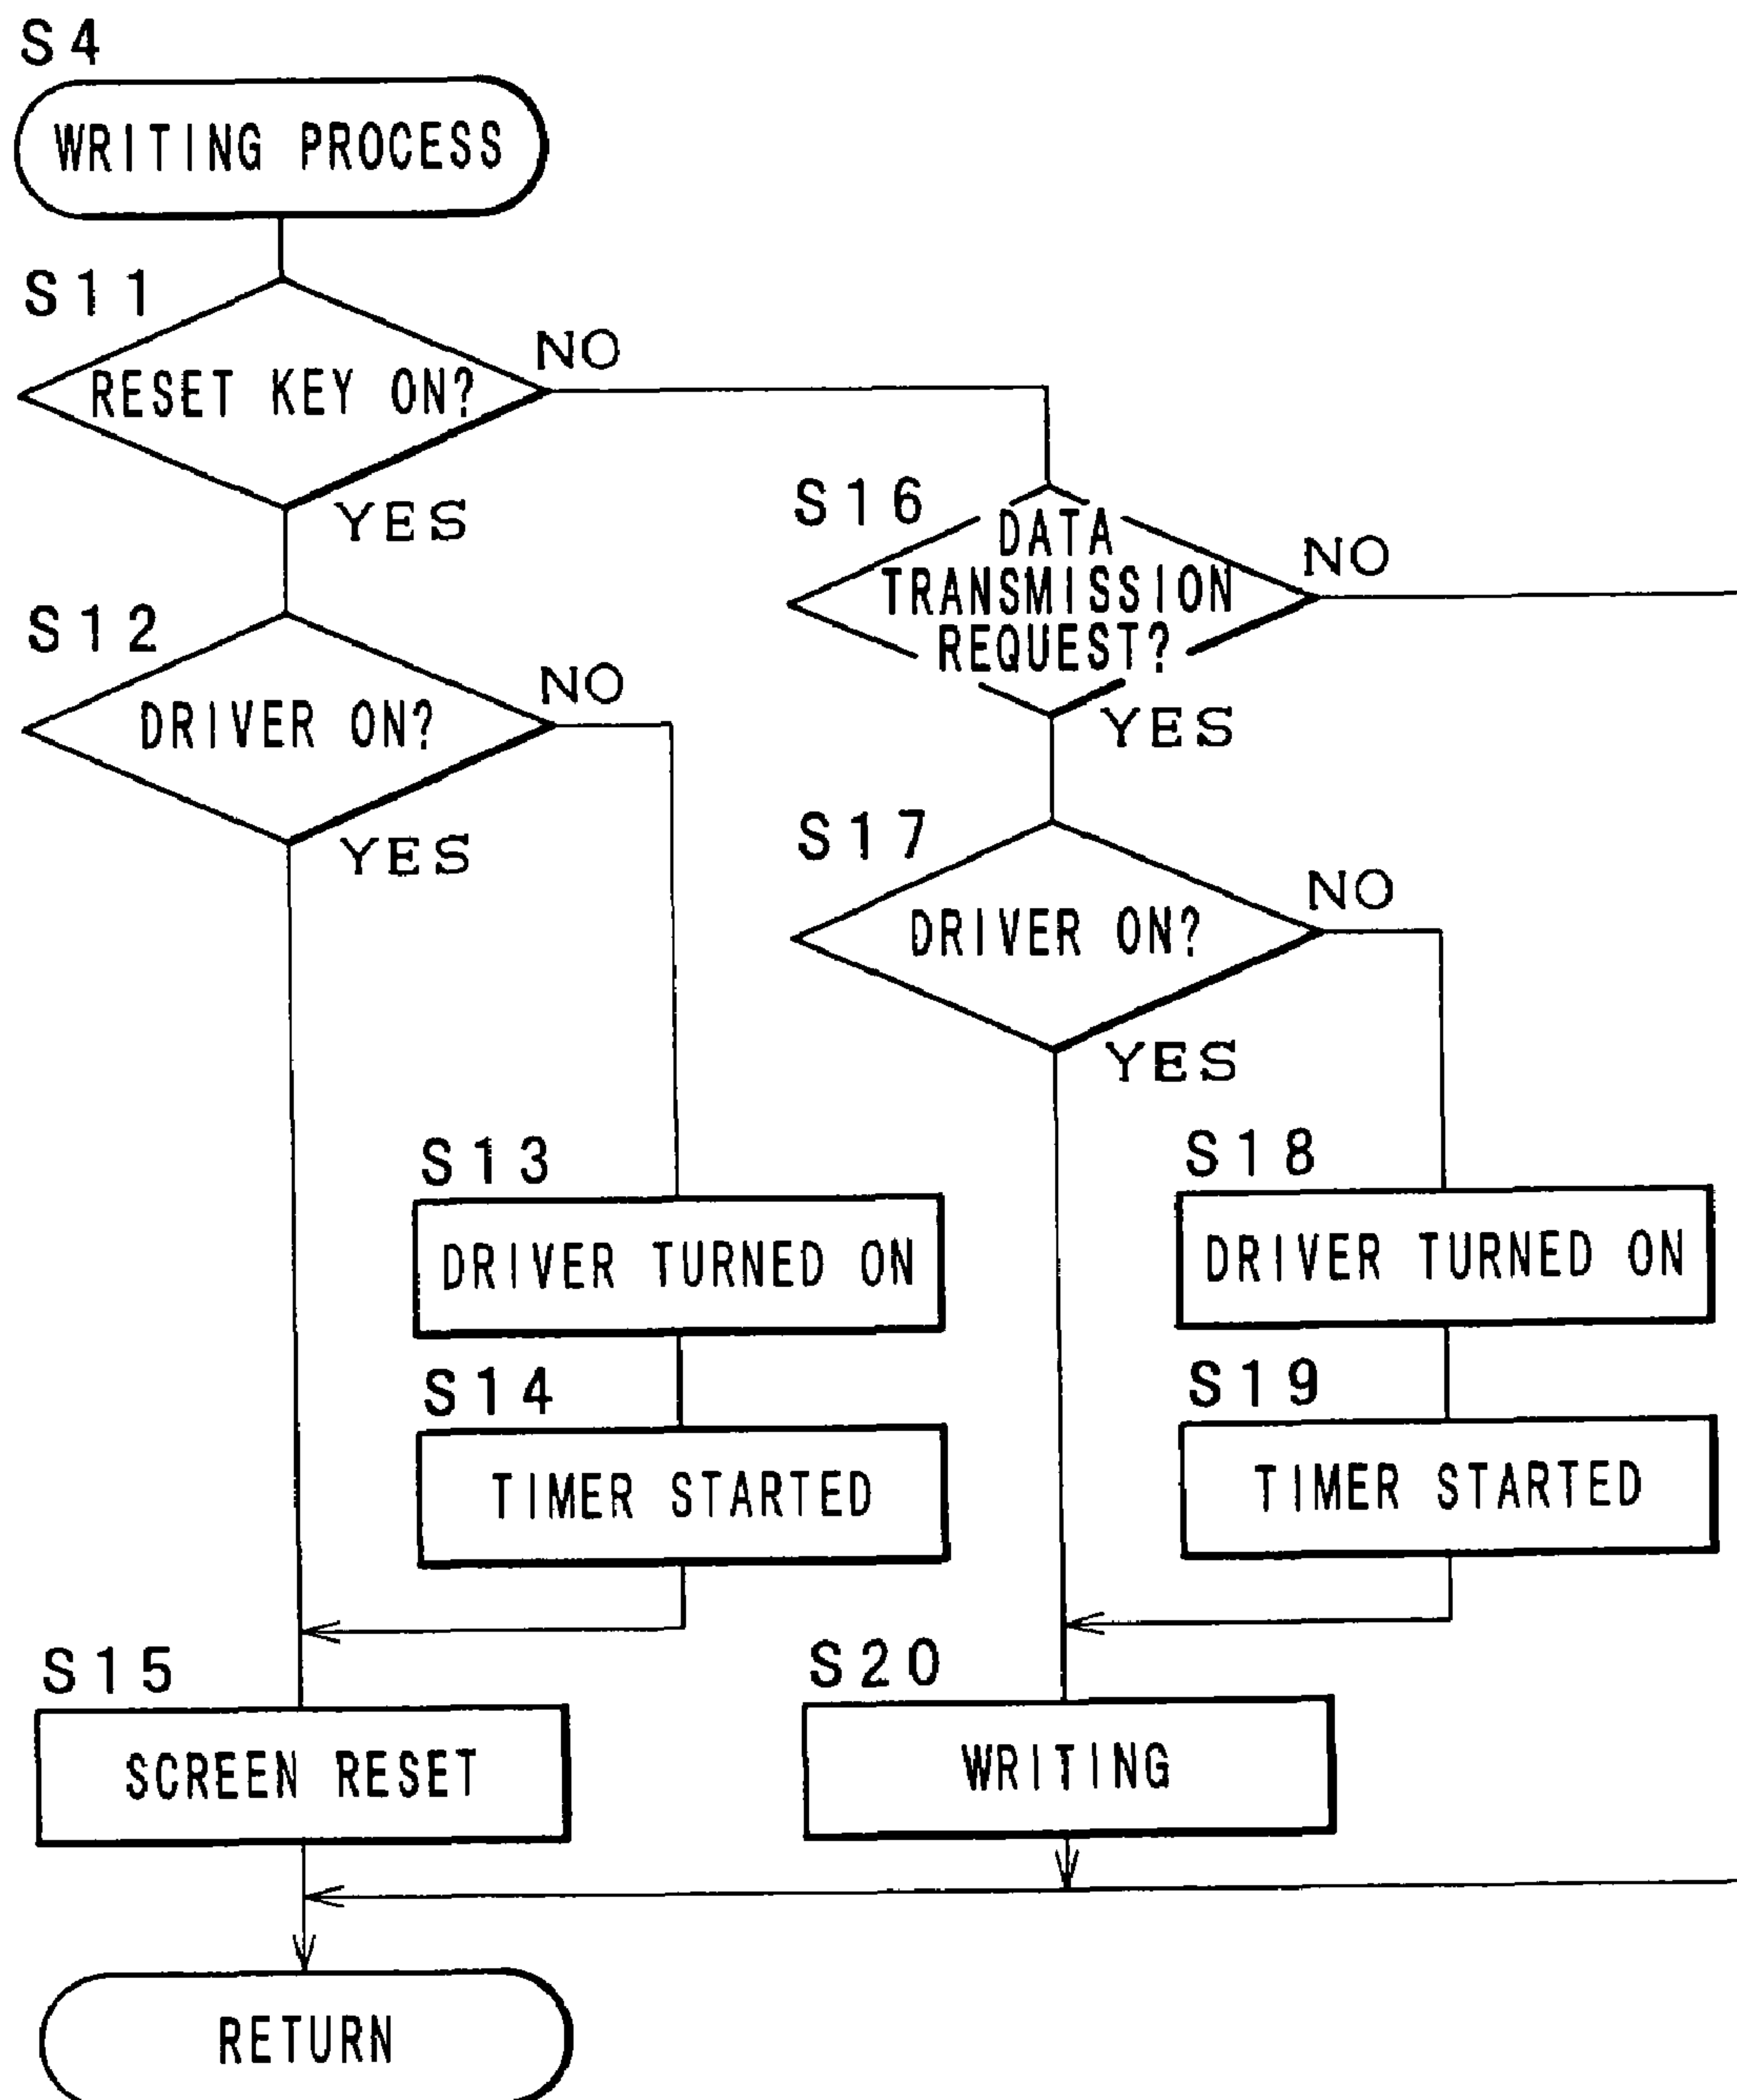 S4
WRITING PROCESS
S11
RESET KEY ON?
NO
YES
S12
DRIVER ON?
NO
YES
S13
DRIVER TURNED ON
S14
TIMER STARTED
S15
SCREEN RESET
S16
DATA
TRANSMISSION
REQUEST?
NO
YES
S17
DRIVER ON?
NO
YES
S18
DRIVER TURNED ON
S19
TIMER STARTED
S20
WRITING
RETURN